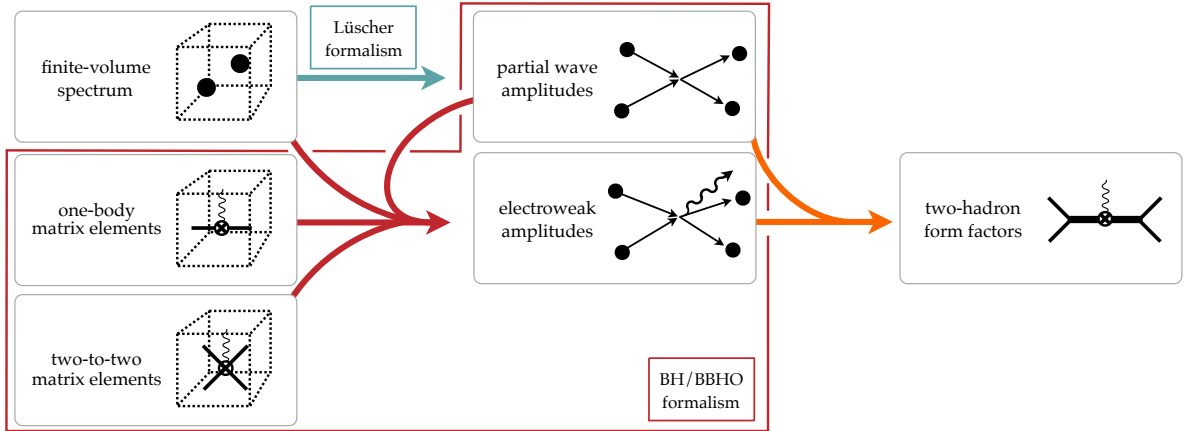 finite-volume
spectrum
Lüscher
formalism
partial wave
amplitudes
one-body
matrix elements
electroweak
amplitudes
two-hadron
form factors
two-to-two
matrix elements
BH/BBHO
formalism